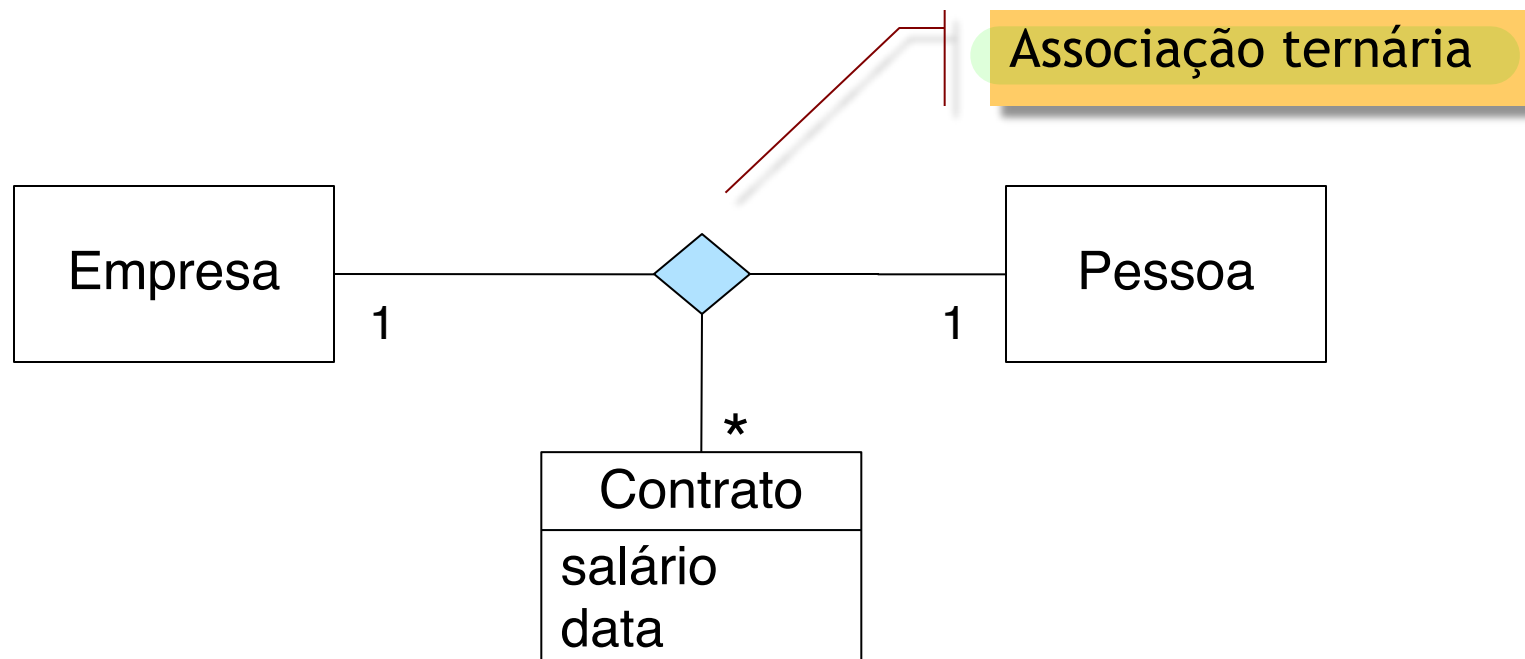 Associação ternária
Empresa
Pessoa
1
1
*
Contrato
salário
data